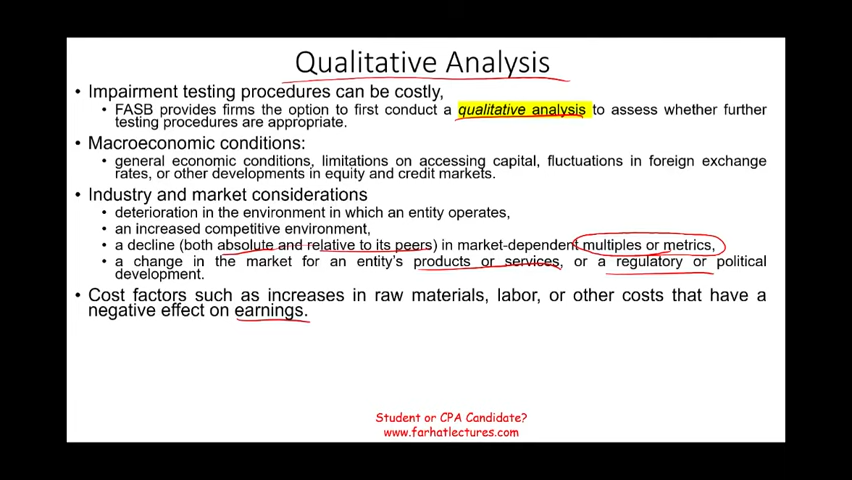 Qualitative Analysis
• Impairment testing procedures can be costly,
• FASB provides firms the option to first conduct a qualitative analysis to assess whether further
testing procedures are appropriate.
• Macroeconomic conditions:
• general economic conditions, limitations on accessing capital, fluctuations in foreign exchange
rates, or other developments in equity and credit markets.
• Industry and market considerations
• deterioration in the environment in which an entity operates,
• an increased competitive environment,
• a decline (both absolute and relative to its peers) in market-dependent multiples or metrics,
• a change in the market for an entity's products or services, or a regulatory or political
development.
• Cost factors such as increases in raw materials, labor, or other costs that have a
negative effect on earnings.
Student or CPA Candidate?
www.farhatlectures.com